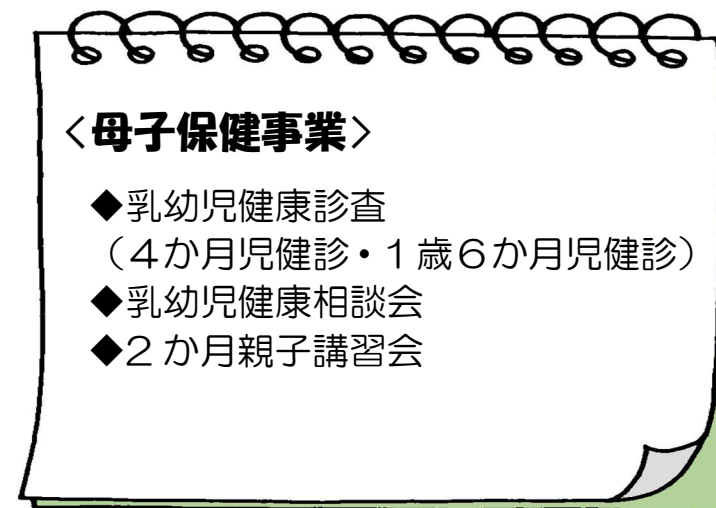 <母子保健事業>
◆乳幼児健康診査
（４か月児健診・１歳６か月児健診）
◆乳幼児健康相談会
◆２か月親子講習会